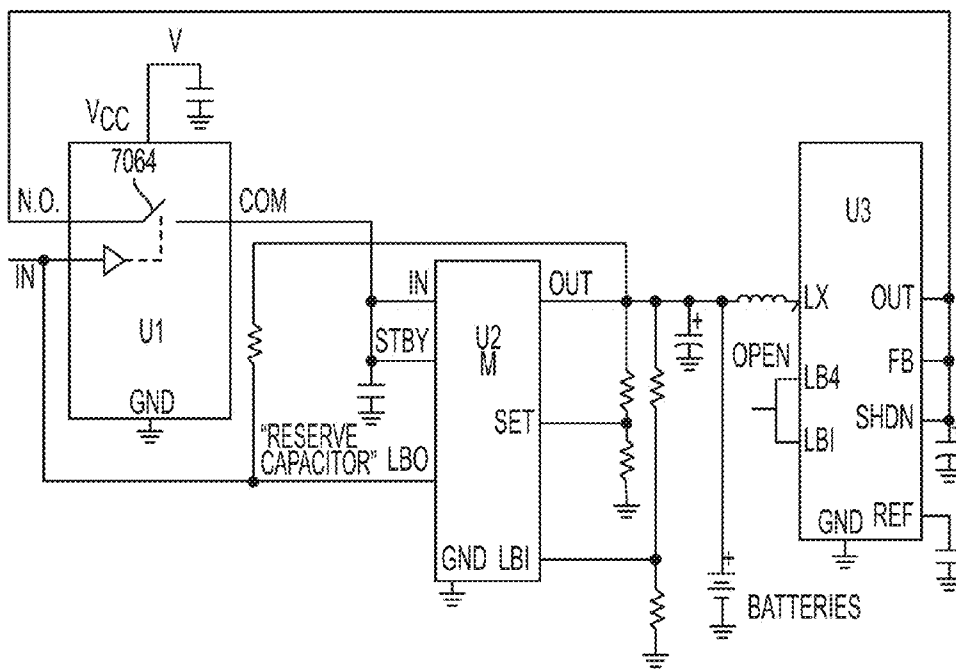 V
VCC
7064
N.O.
COM
IN
U1
GND
"RESERVE
CAPACITOR"
LBO
IN
OUT
STBY
U2
M
SET
GND
LBI
OPEN
LX
LB4
LBI
U3
OUT
FB
SHDN
REF
GND
+
+
BATTERIES